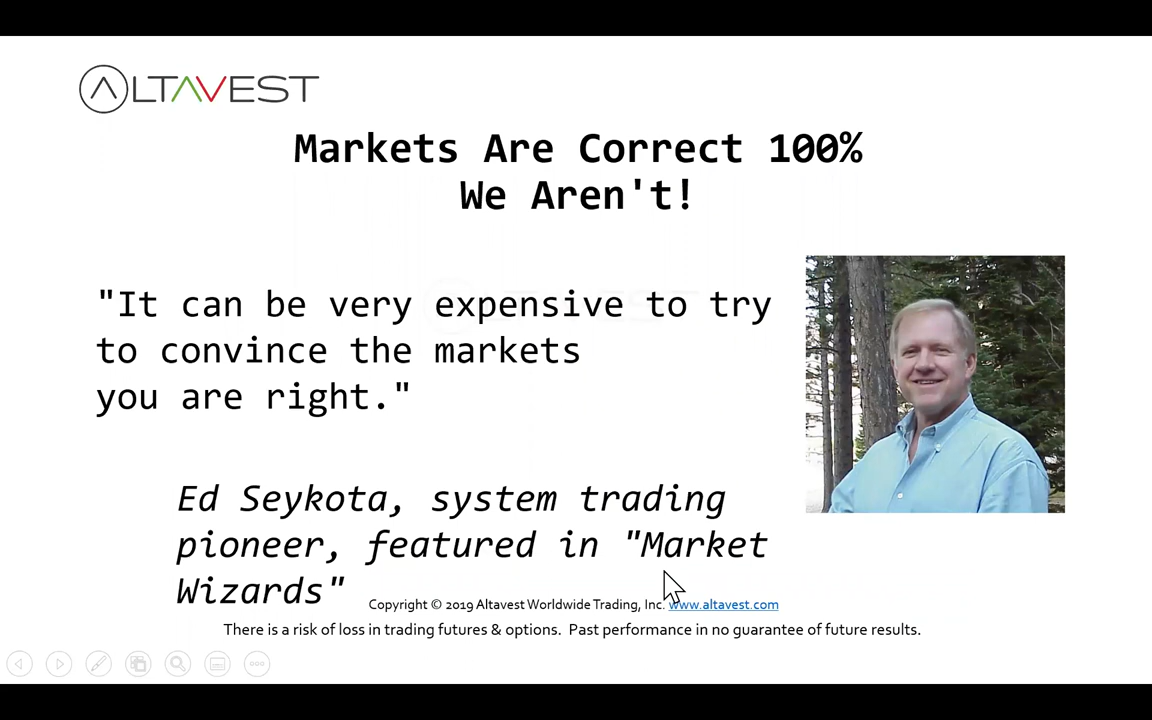 ALTAVEST
Markets Are Correct 100%
We Aren't!
"It can be very expensive to try
to convince the markets
you are right."
Ed Seykota, system trading
pioneer, featured in "Market
Wizards"
Copyright © 2019 Altavest Worldwide Trading, Inc. www.altavest.com
There is a risk of loss in trading futures & options. Past performance in no guarantee of future results.